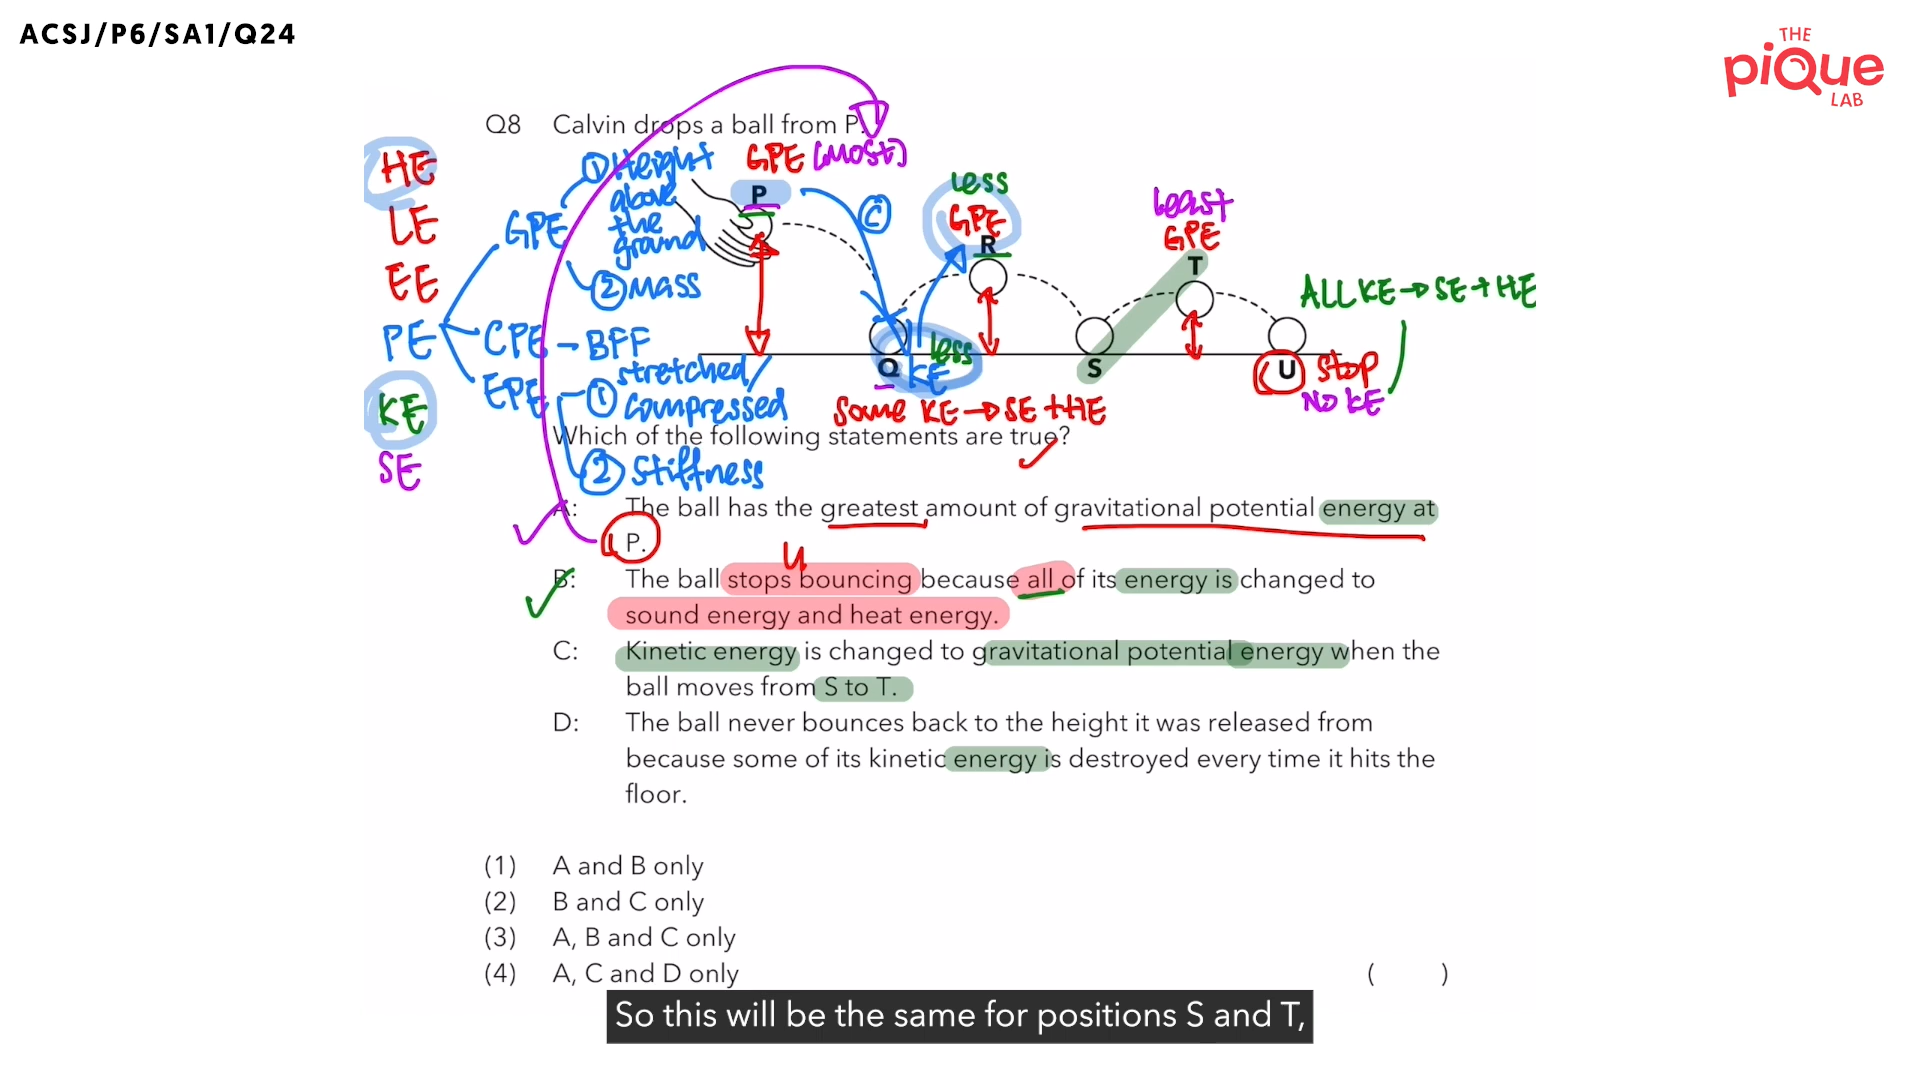 ACSJ/P6/SA1/Q24
THE
piQue
LAB
Q8 Calvin drops a ball from P.
HE
LE
EE
PE
KE
SE
GPE
① Height
above
the
ground
② Mass
CPE - BFF
EPE
① stretched/
compressed
② Stiffness
GPE (Most)
P
C
less
GPE
R
least
GPE
T
ALL KE → SE + HE
less
Q KE
S
U Stop
No KE
Some KE → SE + HE
Which of the following statements are true?
A: The ball has the greatest amount of gravitational potential energy at
P.
U
B: The ball stops bouncing because all of its energy is changed to
sound energy and heat energy.
C: Kinetic energy is changed to gravitational potential energy when the
ball moves from S to T.
D: The ball never bounces back to the height it was released from
because some of its kinetic energy is destroyed every time it hits the
floor.
(1) A and B only
(2) B and C only
(3) A, B and C only
(4) A, C and D only ( )
So this will be the same for positions S and T,